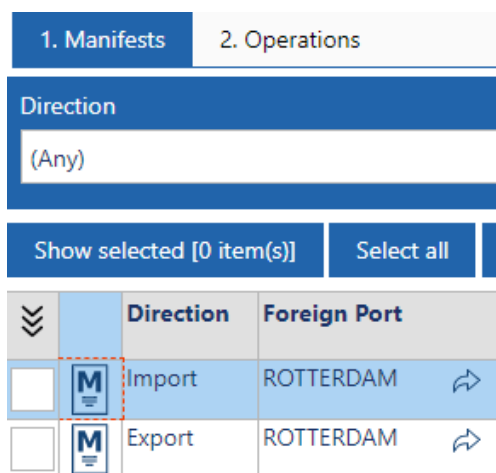 1. Manifests 2. Operations
Direction
(Any)
Show selected [0 item(s)] Select all
Direction Foreign Port
M Import ROTTERDAM
M Export ROTTERDAM